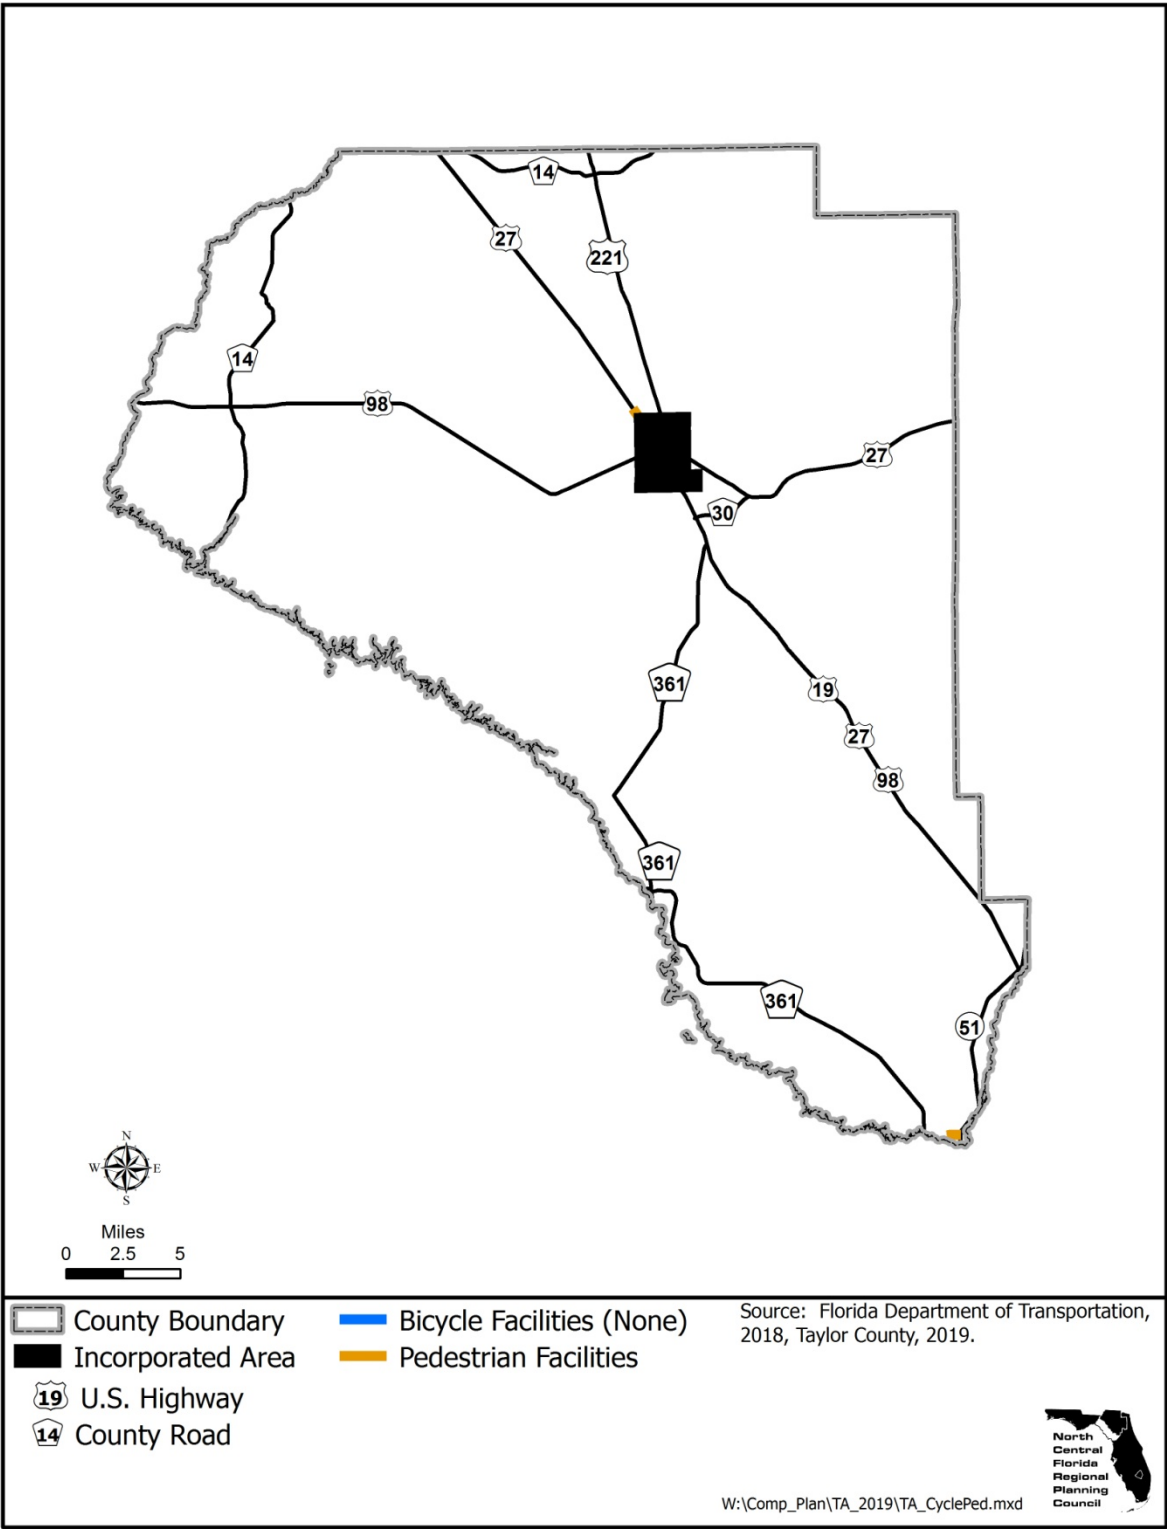 14
27
221
14
98
27
30
361
19
27
98
361
361
51
N
W E
S
Miles
0 2.5 5
County Boundary
Incorporated Area
19 U.S. Highway
14 County Road
Bicycle Facilities (None)
Pedestrian Facilities
Source: Florida Department of Transportation,
2018, Taylor County, 2019.
North
Central
Florida
Regional
Planning
Council
W:\Comp_Plan\TA_2019\TA_CyclePed.mxd